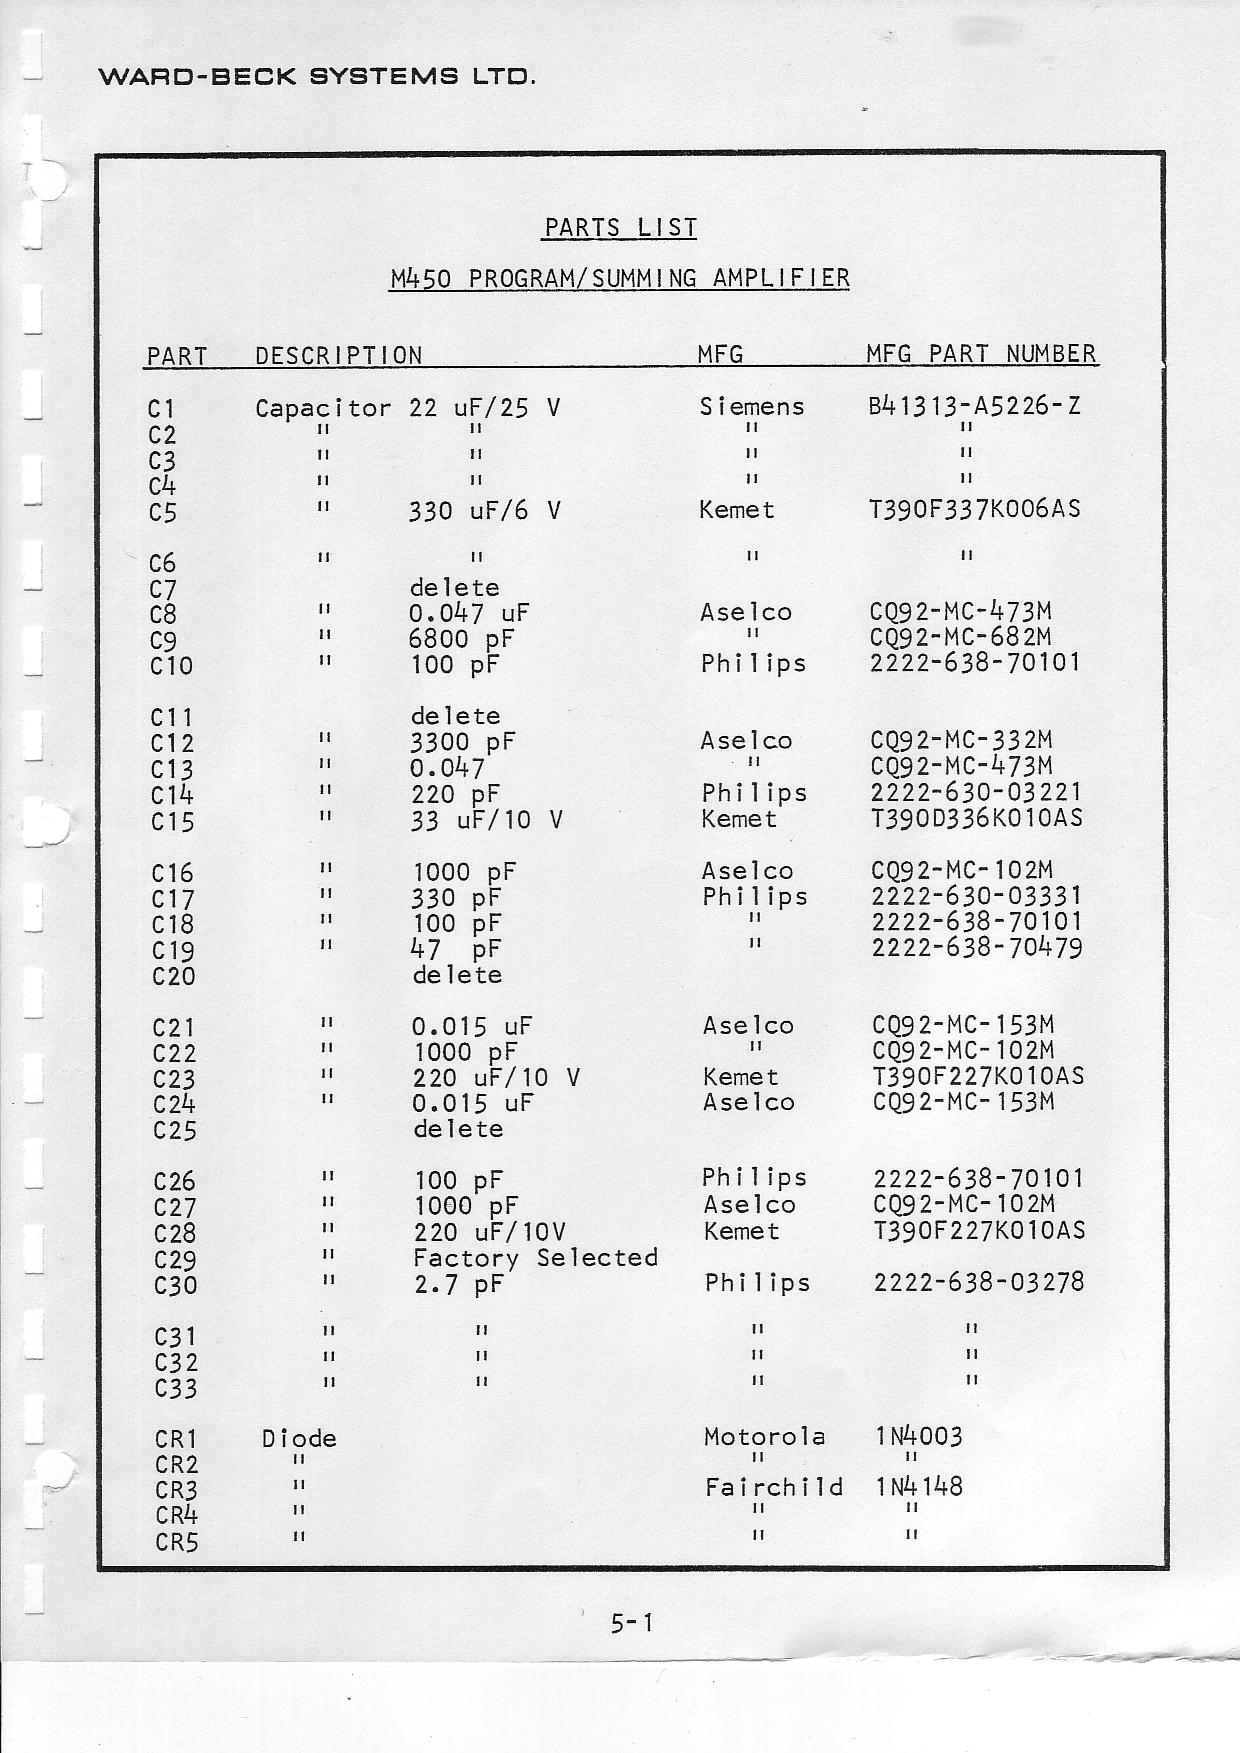 WARD-BECK SYSTEMS LTD.
PARTS LIST
M450 PROGRAM/SUMMING AMPLIFIER
PART DESCRIPTION MFG MFG PART NUMBER
C1 Capacitor 22 uF/25 V Siemens B41313-A5226-Z
C2 " " " "
C3 " " " "
C4 " " " "
C5 " 330 uF/6 V Kemet T390F337K006AS
C6 " " " "
C7 delete
C8 " 0.047 uF Aselco CQ92-MC-473M
C9 " 6800 pF " CQ92-MC-682M
C10 " 100 pF Philips 2222-638-70101
C11 delete
C12 " 3300 pF Aselco CQ92-MC-332M
C13 " 0.047 " CQ92-MC-473M
C14 " 220 pF Philips 2222-630-03221
C15 " 33 uF/10 V Kemet T390D336K010AS
C16 " 1000 pF Aselco CQ92-MC-102M
C17 " 330 pF Philips 2222-630-03331
C18 " 100 pF " 2222-638-70101
C19 " 47 pF " 2222-638-70479
C20 delete
C21 " 0.015 uF Aselco CQ92-MC-153M
C22 " 1000 pF " CQ92-MC-102M
C23 " 220 uF/10 V Kemet T390F227K010AS
C24 " 0.015 uF Aselco CQ92-MC-153M
C25 delete
C26 " 100 pF Philips 2222-638-70101
C27 " 1000 pF Aselco CQ92-MC-102M
C28 " 220 uF/10V Kemet T390F227K010AS
C29 " Factory Selected
C30 " 2.7 pF Philips 2222-638-03278
C31 " " " "
C32 " " " "
C33 " " " "
CR1 Diode Motorola 1N4003
CR2 " " "
CR3 " Fairchild 1N4148
CR4 " " "
CR5 " " "
5-1